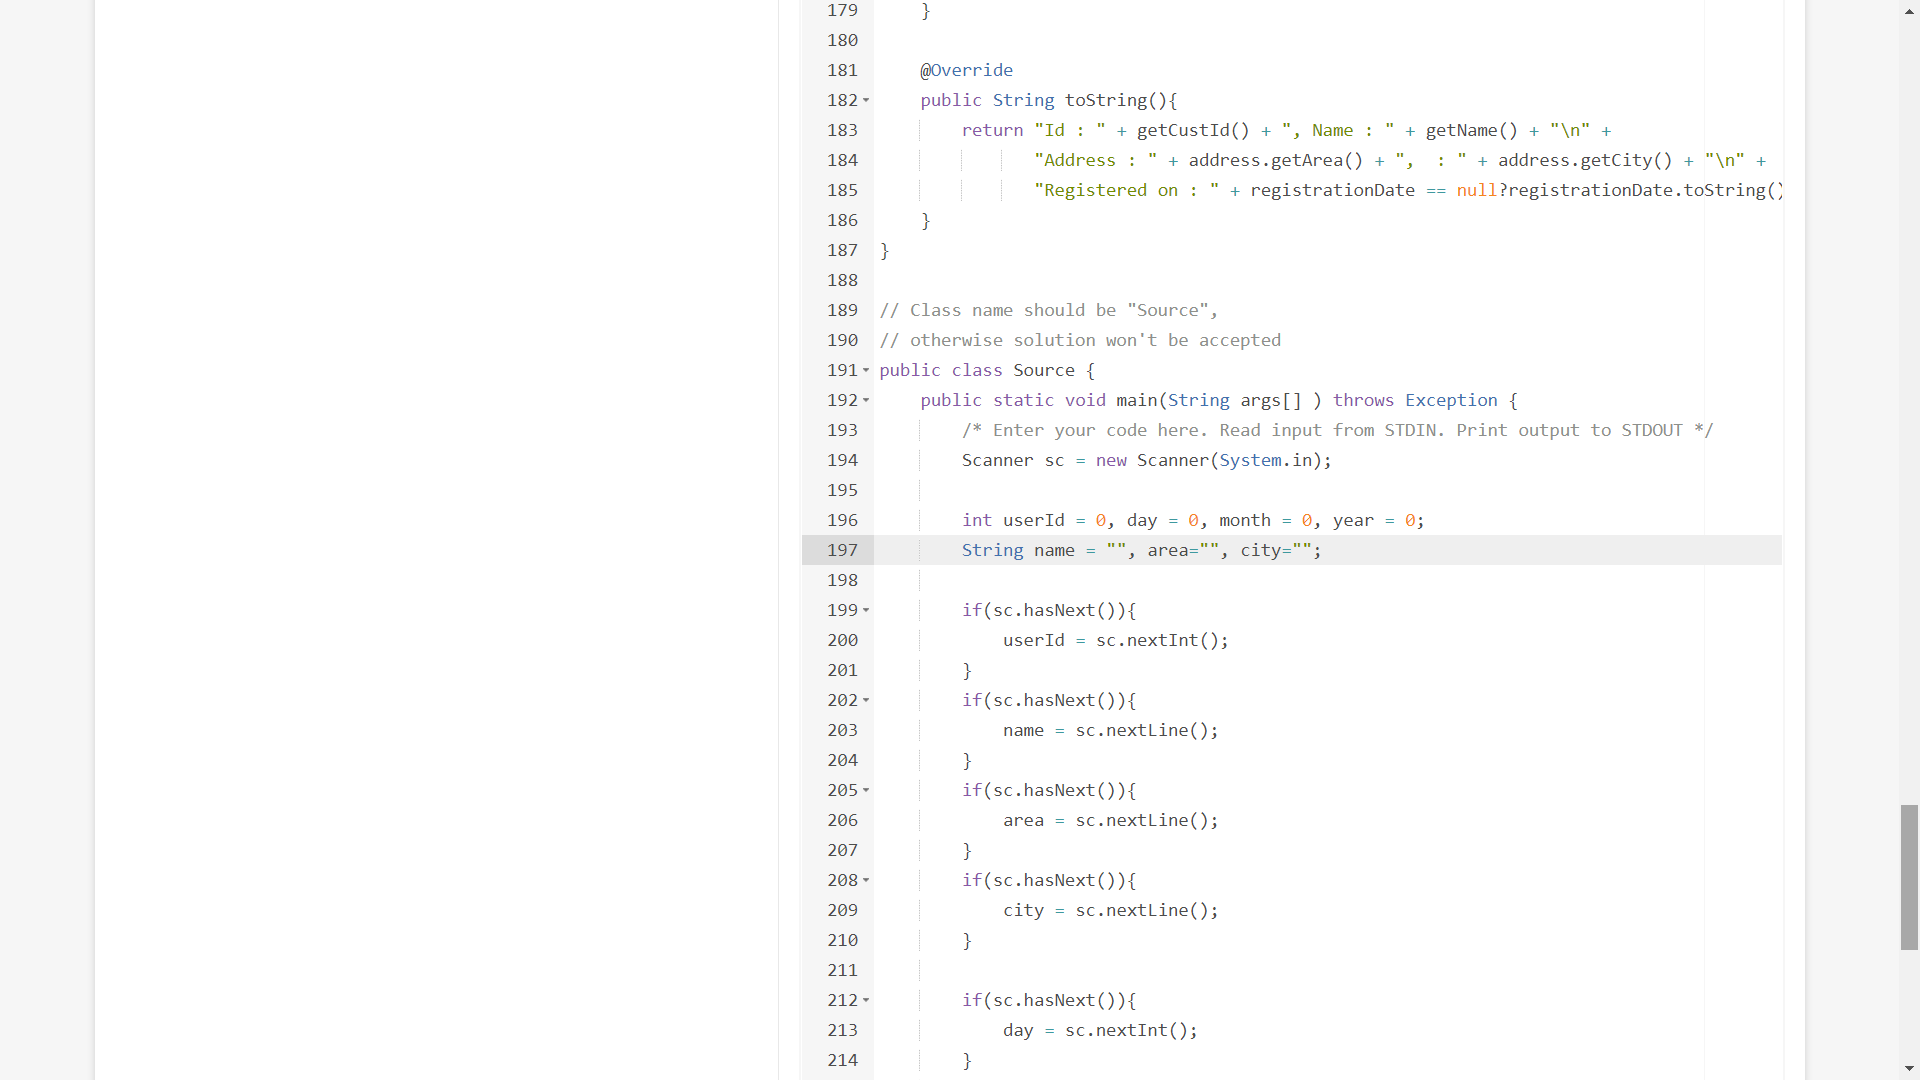 179 }
180
181 @Override
182 public String toString(){
183 return "Id : " + getCustId() + ", Name : " + getName() + "\n" +
184 "Address : " + address.getArea() + ",  : " + address.getCity() + "\n" +
185 "Registered on : " + registrationDate == null?registrationDate.toString()
186 }
187 }
188
189 // Class name should be "Source",
190 // otherwise solution won't be accepted
191 public class Source {
192 public static void main(String args[] ) throws Exception {
193 /* Enter your code here. Read input from STDIN. Print output to STDOUT */
194 Scanner sc = new Scanner(System.in);
195
196 int userId = 0, day = 0, month = 0, year = 0;
197 String name = "", area="", city="";
198
199 if(sc.hasNext()){
200 userId = sc.nextInt();
201 }
202 if(sc.hasNext()){
203 name = sc.nextLine();
204 }
205 if(sc.hasNext()){
206 area = sc.nextLine();
207 }
208 if(sc.hasNext()){
209 city = sc.nextLine();
210 }
211
212 if(sc.hasNext()){
213 day = sc.nextInt();
214 }